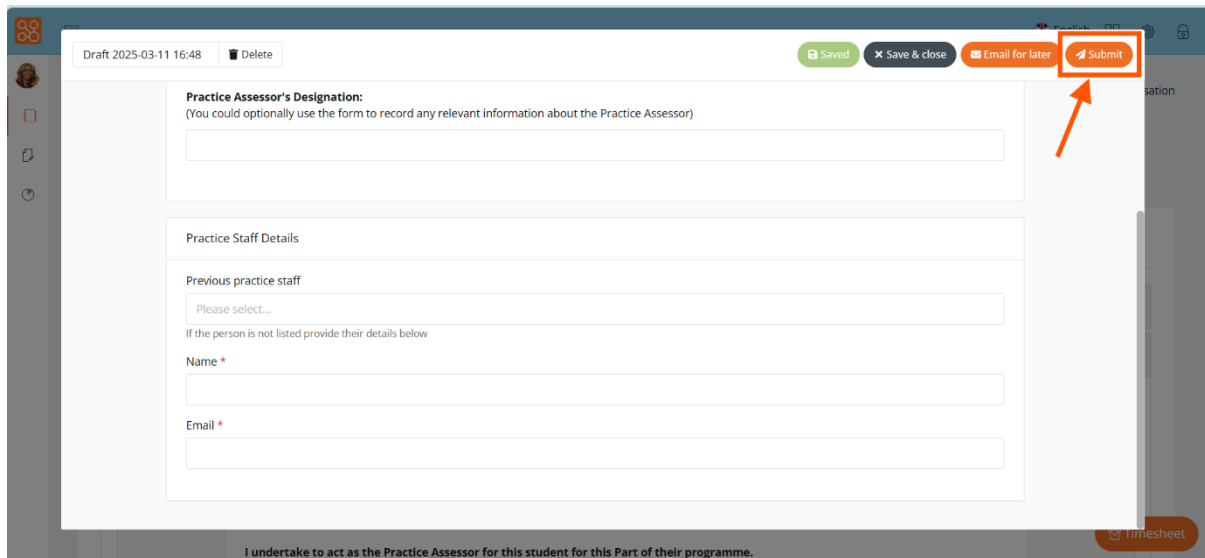 English
Draft 2025-03-11 16:48 Delete Saved Save & close Email for later Submit
sation
Practice Assessor's Designation:
(You could optionally use the form to record any relevant information about the Practice Assessor)
Practice Staff Details
Previous practice staff
Please select...
If the person is not listed provide their details below
Name *
Email *
Timesheet
I undertake to act as the Practice Assessor for this student for this Part of their programme.